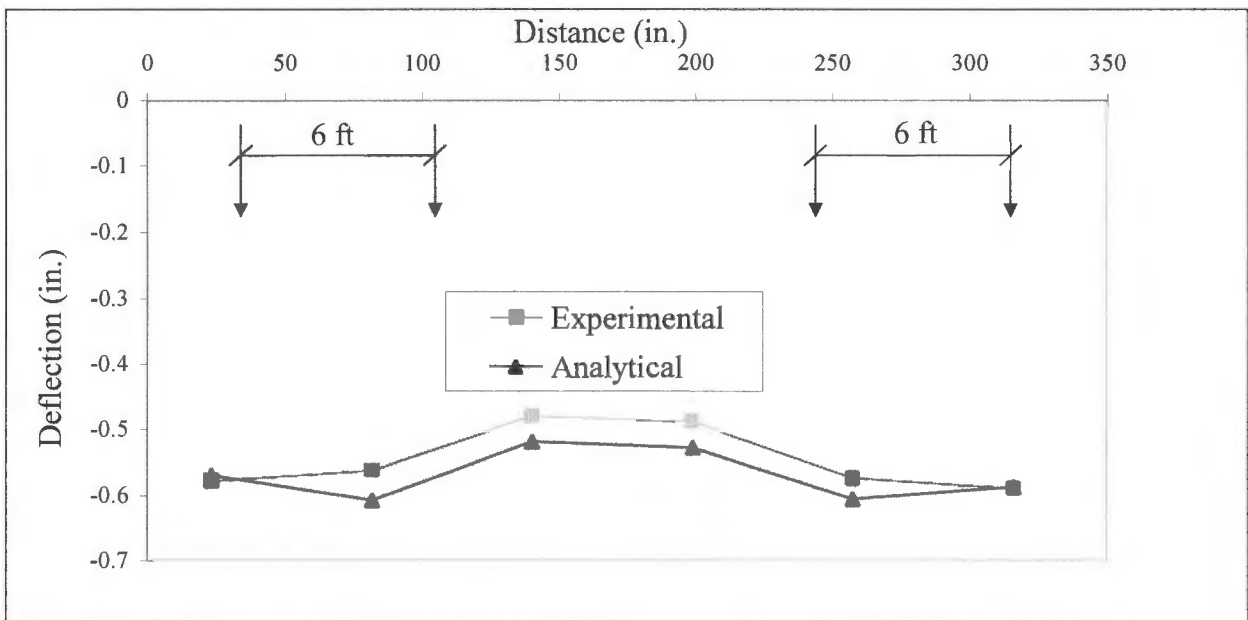 Distance (in.)
0 50 100 150 200 250 300 350
0
-0.1
-0.2
-0.3
-0.4
-0.5
-0.6
-0.7
Deflection (in.)
6 ft
6 ft
Experimental
Analytical